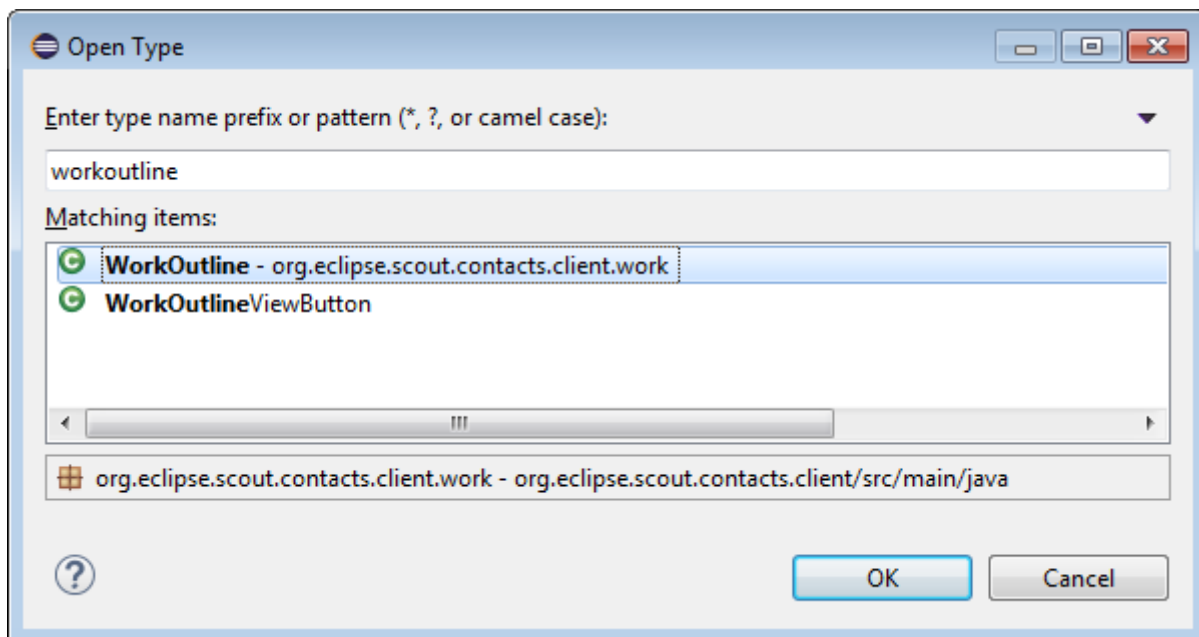 Open Type
Enter type name prefix or pattern (*, ?, or camel case):
workoutline
Matching items:
WorkOutline - org.eclipse.scout.contacts.client.work
WorkOutlineViewButton
org.eclipse.scout.contacts.client.work - org.eclipse.scout.contacts.client/src/main/java
OK Cancel